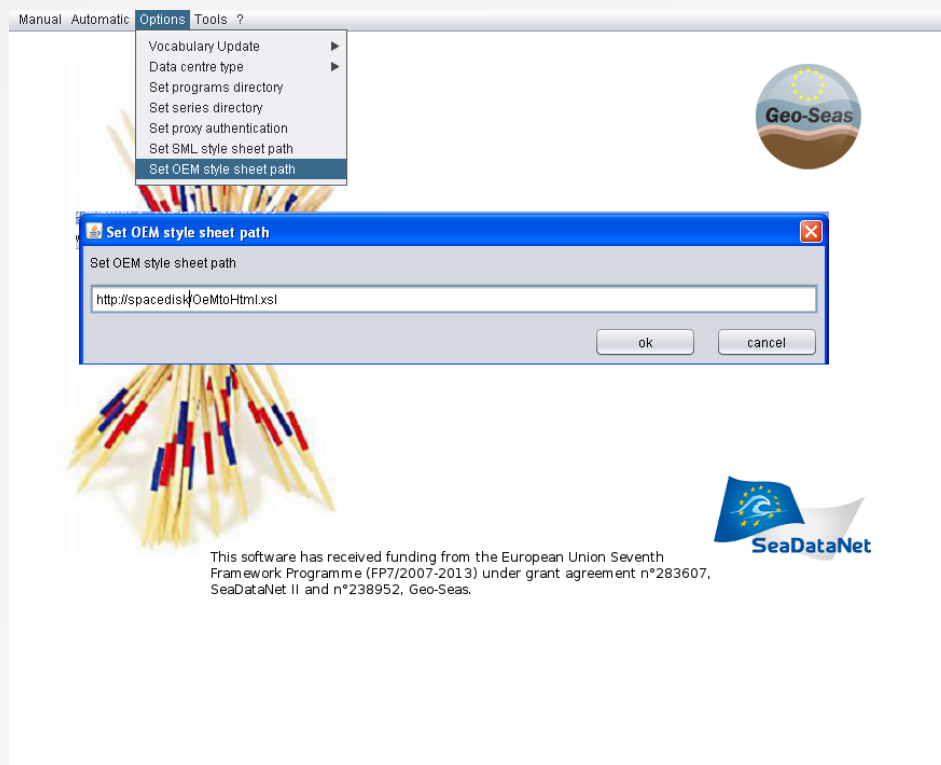 Manual Automatic Options Tools ?
Vocabulary Update
Data centre type
Set programs directory
Set series directory
Set proxy authentication
Set SML style sheet path
Set OEM style sheet path
Geo-Seas
Set OEM style sheet path
Set OEM style sheet path
http://spacedisk/OeMtoHtml.xsl
ok cancel
SeaDataNet
This software has received funding from the European Union Seventh
Framework Programme (FP7/2007-2013) under grant agreement n°283607,
SeaDataNet II and n°238952, Geo-Seas.